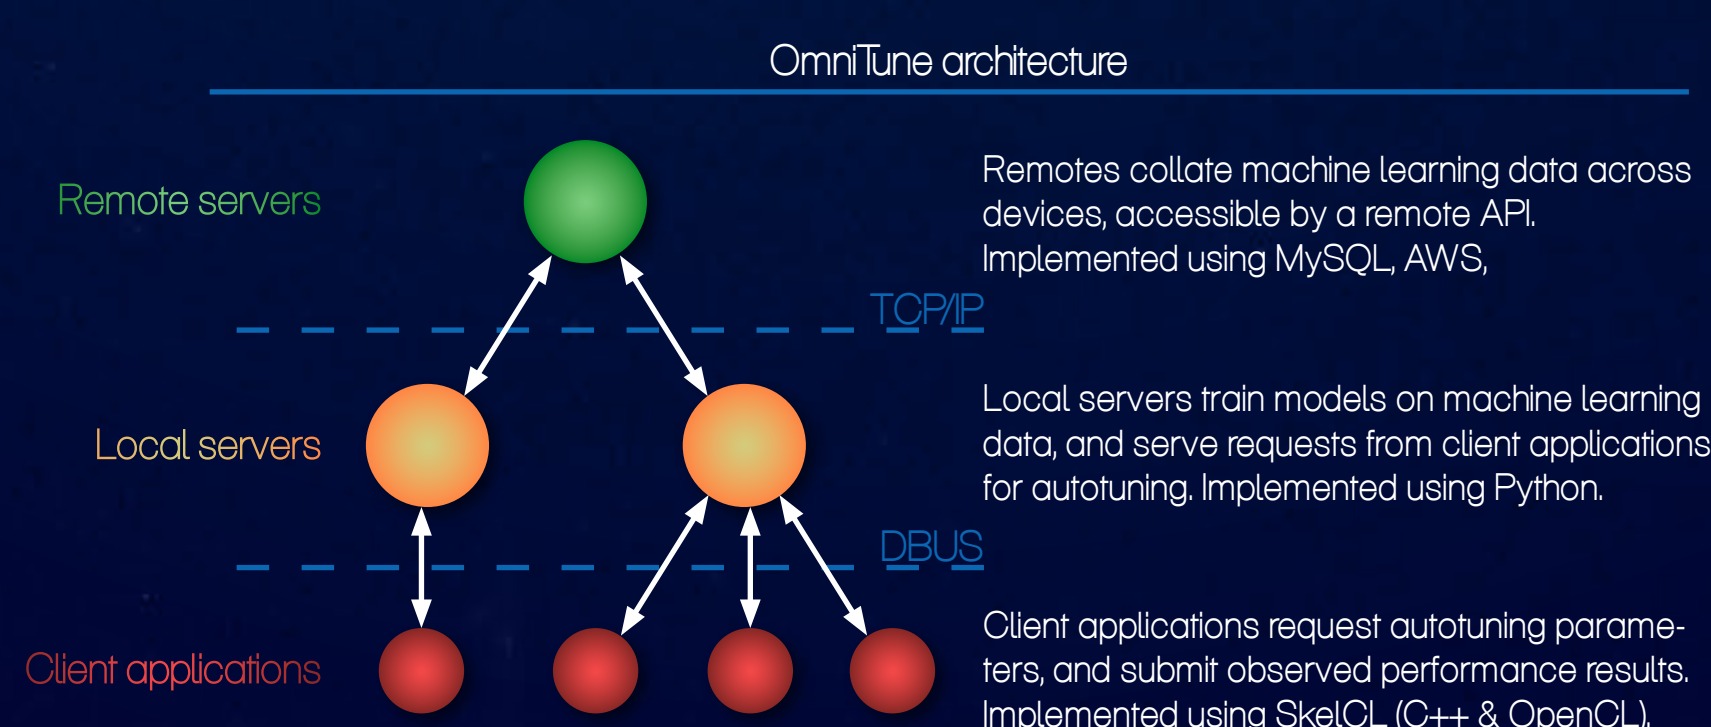 OmniTune architecture
Remote servers
Remotes collate machine learning data across
devices, accessible by a remote API.
Implemented using MySQL, AWS,
TCP/IP
Local servers
Local servers train models on machine learning
data, and serve requests from client applications
for autotuning. Implemented using Python.
DBUS
Client applications
Client applications request autotuning parame-
ters, and submit observed performance results.
Implemented using SkelCL (C++ & OpenCL).